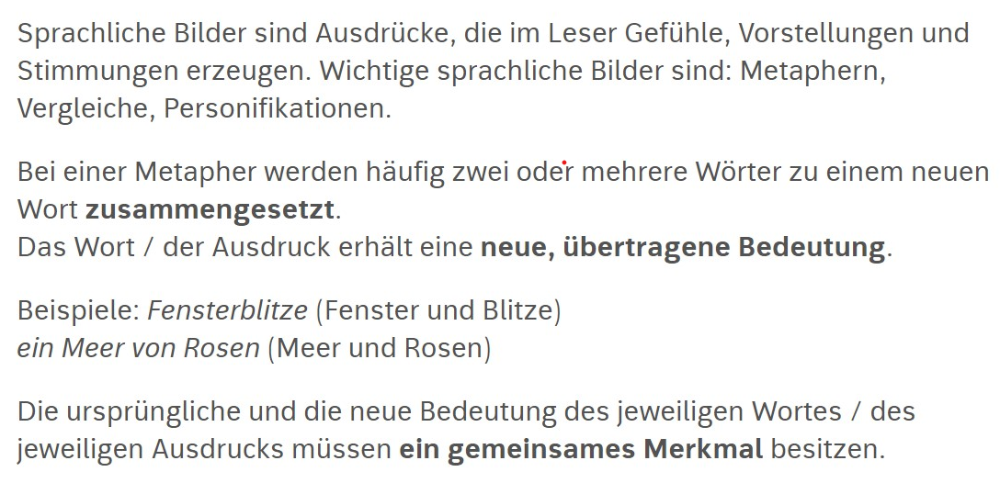 Sprachliche Bilder sind Ausdrücke, die im Leser Gefühle, Vorstellungen und
Stimmungen erzeugen. Wichtige sprachliche Bilder sind: Metaphern,
Vergleiche, Personifikationen.
Bei einer Metapher werden häufig zwei oder mehrere Wörter zu einem neuen
Wort zusammengesetzt.
Das Wort / der Ausdruck erhält eine neue, übertragene Bedeutung.
Beispiele: Fensterblitze (Fenster und Blitze)
ein Meer von Rosen (Meer und Rosen)
Die ursprüngliche und die neue Bedeutung des jeweiligen Wortes / des
jeweiligen Ausdrucks müssen ein gemeinsames Merkmal besitzen.